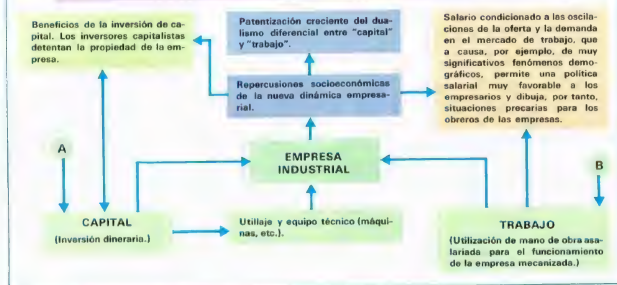 Beneficios de la inversión de ca-
pital. Los inversores capitalistas
detentan la propiedad de la em-
presa.
Patentización creciente del dua-
lismo diferencial entre "capital"
y "trabajo".
Salario condicionado a las oscila-
ciones de la oferta y la demanda
en el mercado de trabajo, que
a causa, por ejemplo, de muy
significativos fenómenos demo-
gráficos, permite una política
salarial muy favorable a los
empresarios y dibuja, por tanto,
situaciones precarias para los
obreros de las empresas.
Repercusiones socioeconómicas
de la nueva dinámica empresa-
rial.
A
EMPRESA
INDUSTRIAL
B
CAPITAL
(Inversión dineraria.)
Utillaje y equipo técnico (máqui-
nas, etc.).
TRABAJO
(Utilización de mano de obra asa-
lariada para el funcionamiento
de la empresa mecanizada.)